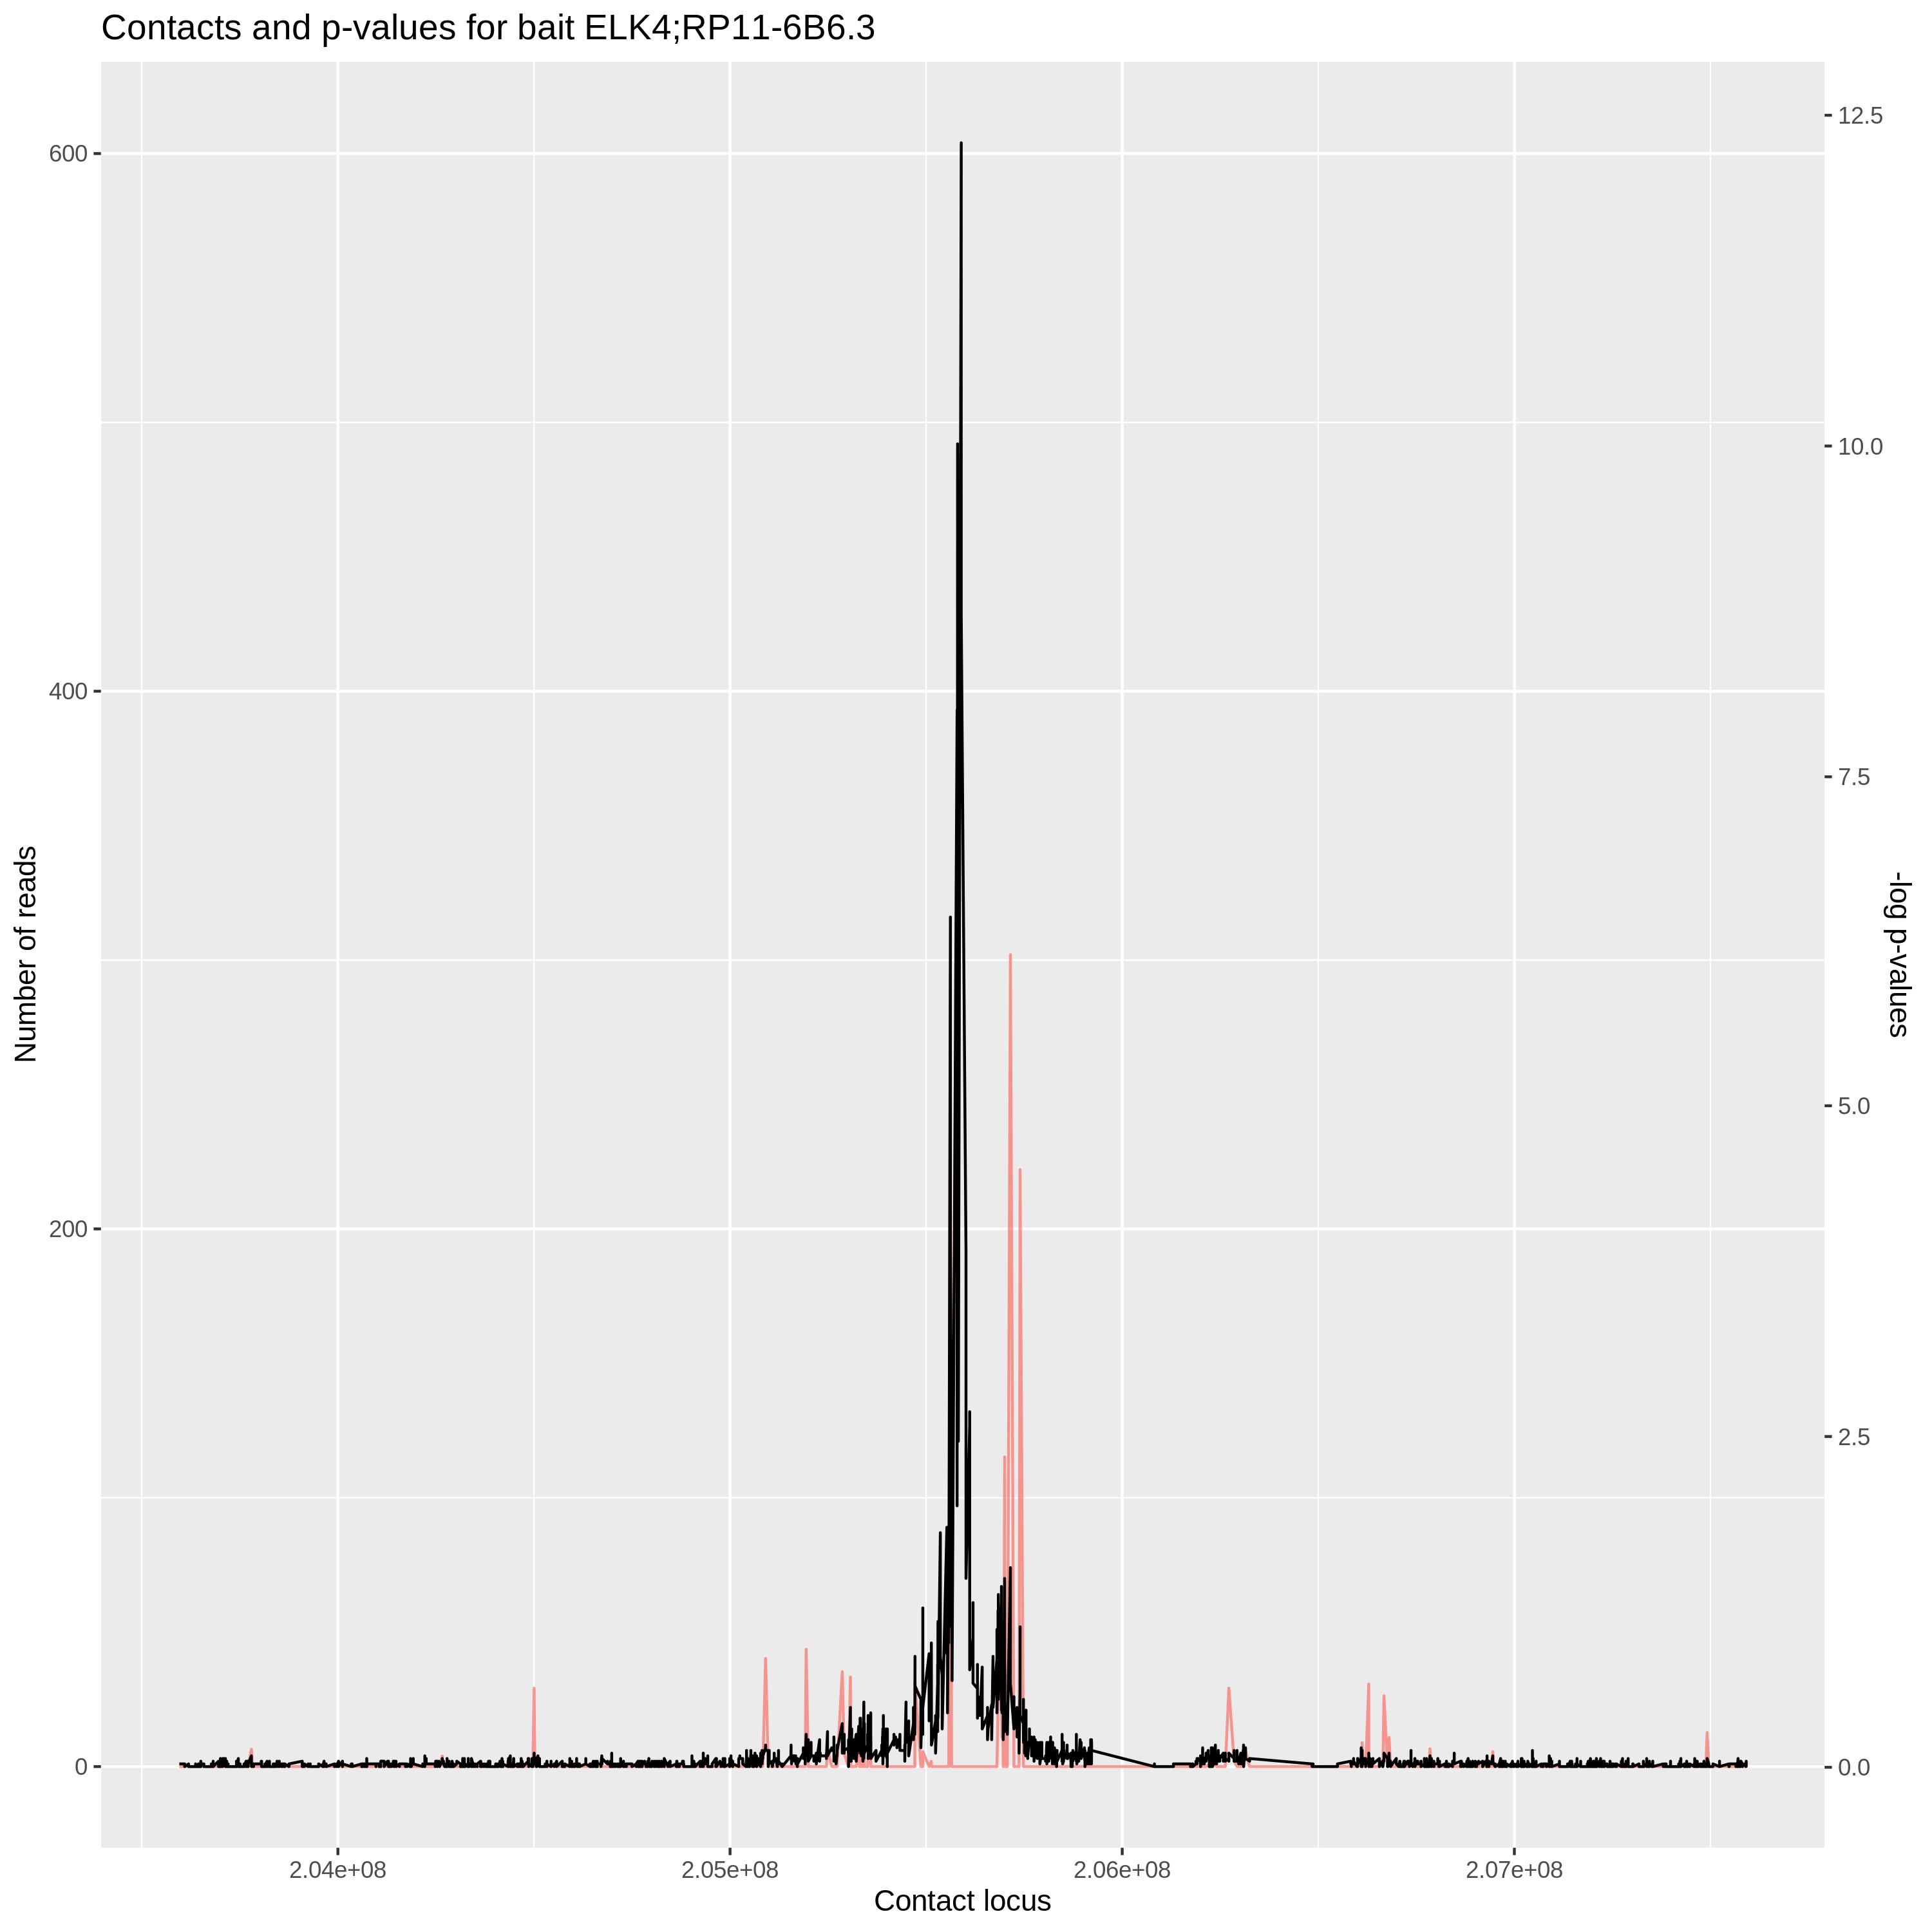 Contacts and p-values for bait ELK4;RP11-6B6.3
600
400
200
0
Number of reads
12.5
10.0
7.5
5.0
2.5
0.0
-log p-values
2.04e+08
2.05e+08
2.06e+08
2.07e+08
Contact locus